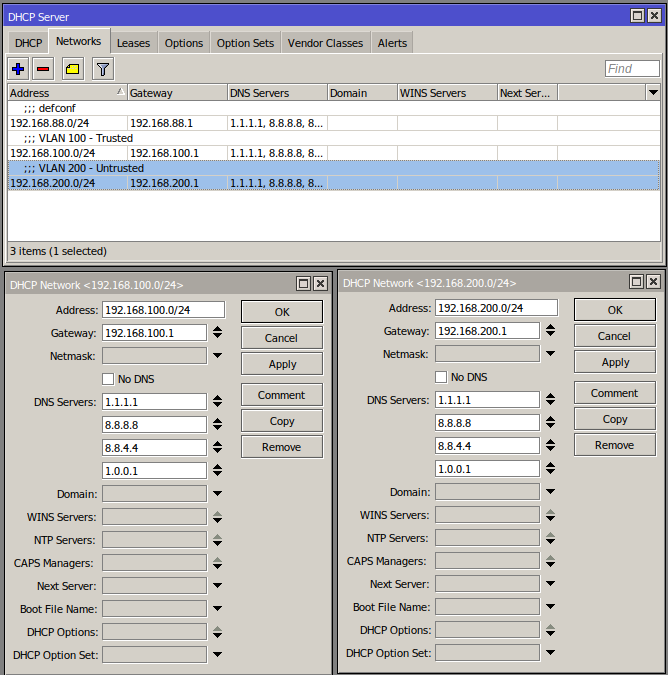 DHCP Server
DHCP Networks Leases Options Option Sets Vendor Classes Alerts
Find
Address Gateway DNS Servers Domain WINS Servers Next Ser...
;;; defconf
192.168.88.0/24 192.168.88.1 1.1.1.1, 8.8.8.8, 8...
;;; VLAN 100 - Trusted
192.168.100.0/24 192.168.100.1 1.1.1.1, 8.8.8.8, 8...
;;; VLAN 200 - Untrusted
192.168.200.0/24 192.168.200.1 1.1.1.1, 8.8.8.8, 8...
3 items (1 selected)
DHCP Network <192.168.100.0/24>
Address: 192.168.100.0/24 OK
Gateway: 192.168.100.1 Cancel
Netmask: Apply
No DNS
Comment
DNS Servers: 1.1.1.1
8.8.8.8 Copy
8.8.4.4 Remove
1.0.0.1
Domain:
WINS Servers:
NTP Servers:
CAPS Managers:
Next Server:
Boot File Name:
DHCP Options:
DHCP Option Set:
DHCP Network <192.168.200.0/24>
Address: 192.168.200.0/24 OK
Gateway: 192.168.200.1 Cancel
Netmask: Apply
No DNS
Comment
DNS Servers: 1.1.1.1
8.8.8.8 Copy
8.8.4.4 Remove
1.0.0.1
Domain:
WINS Servers:
NTP Servers:
CAPS Managers:
Next Server:
Boot File Name:
DHCP Options:
DHCP Option Set: